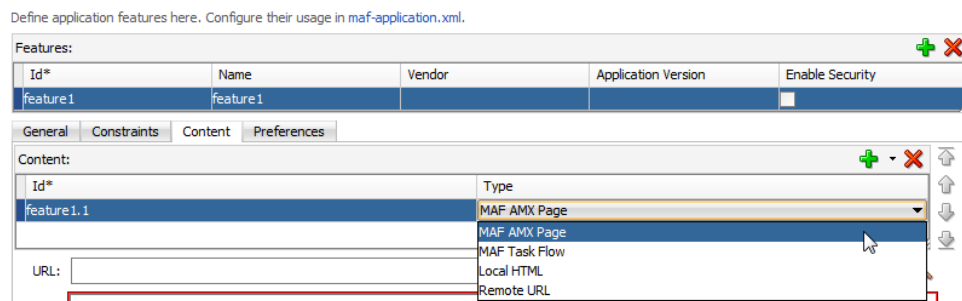 Define application features here. Configure their usage in maf-application.xml.
Features:
Id* Name Vendor Application Version Enable Security
feature1 feature1
General Constraints Content Preferences
Content:
Id* Type
feature1.1 MAF AMX Page
MAF AMX Page
MAF Task Flow
Local HTML
URL:
Remote URL